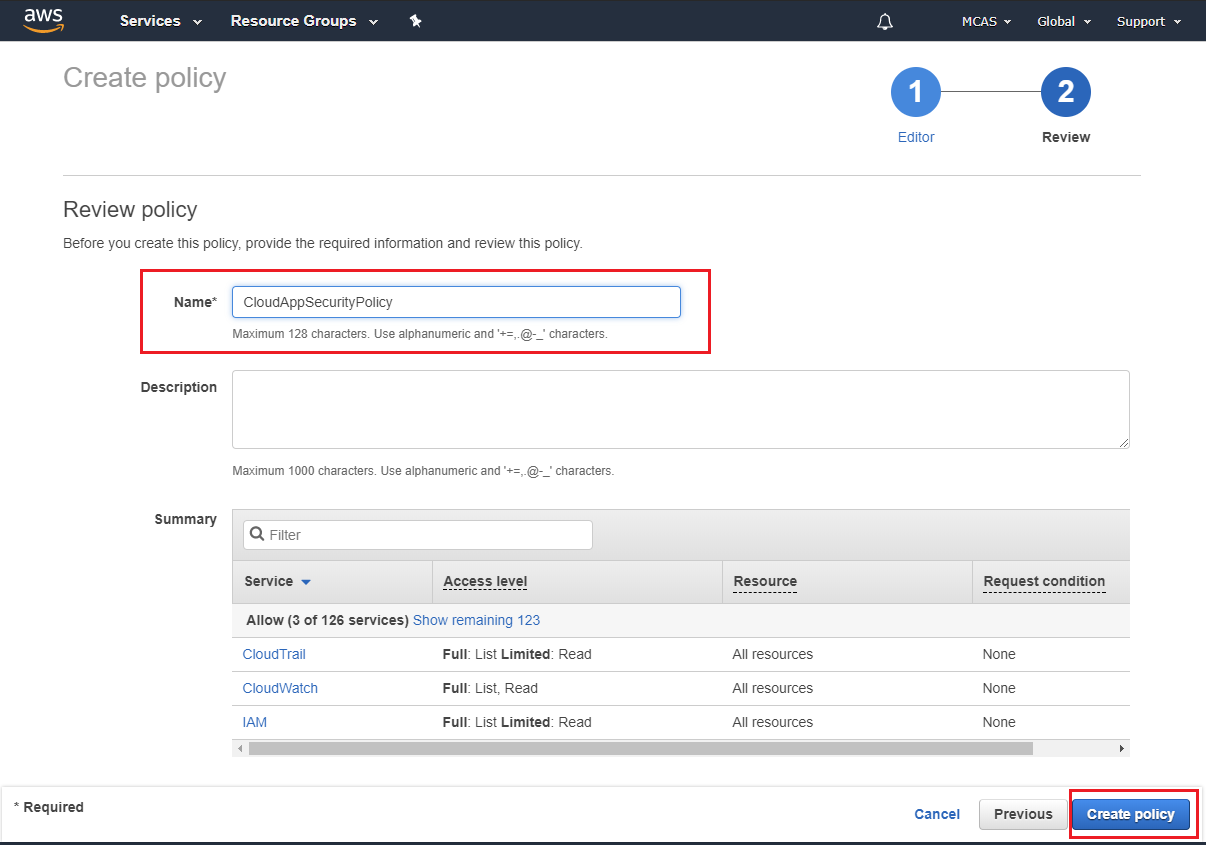 aws Services Resource Groups MCAS Global Support
Create policy
1 2
Editor Review
Review policy
Before you create this policy, provide the required information and review this policy.
Name* CloudAppSecurityPolicy
Maximum 128 characters. Use alphanumeric and '+=,.@-_' characters.
Description
Maximum 1000 characters. Use alphanumeric and '+=,.@-_' characters.
Summary Filter
Service Access level Resource Request condition
Allow (3 of 126 services) Show remaining 123
CloudTrail Full: List Limited: Read All resources None
CloudWatch Full: List, Read All resources None
IAM Full: List Limited: Read All resources None
* Required Cancel Previous Create policy